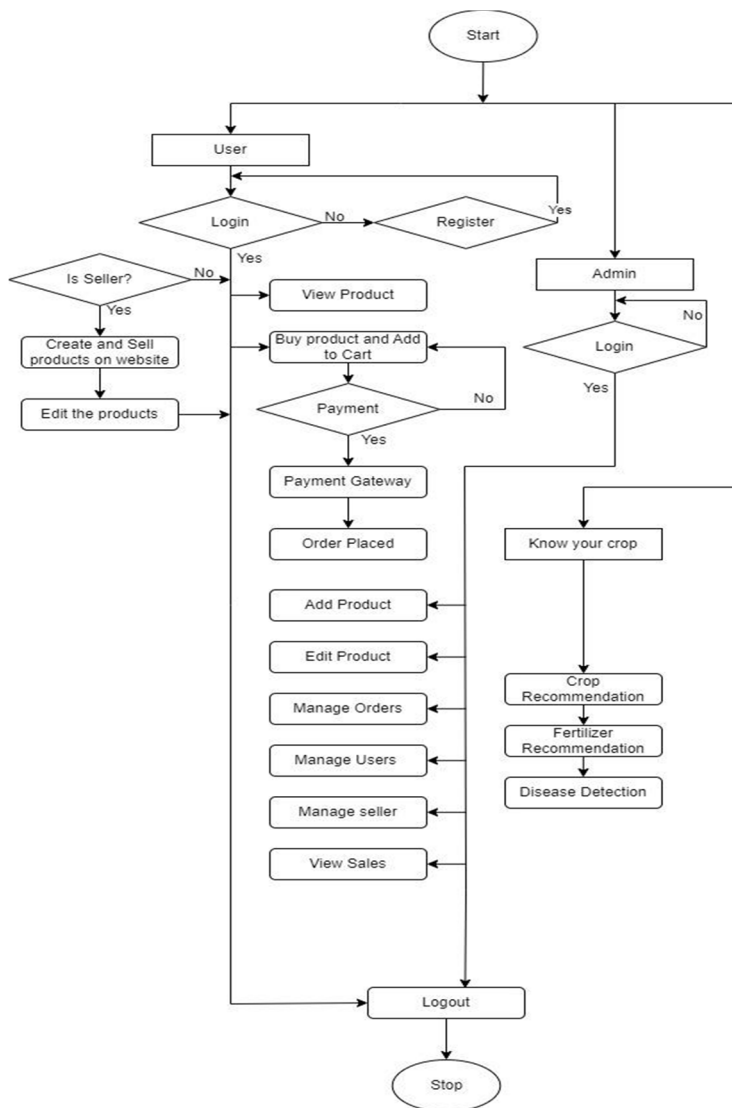 Start
User
Login
No
Register
Yes
Yes
Is Seller?
No
Yes
View Product
Create and Sell
products on website
Buy product and Add
to Cart
Edit the products
Payment
No
Yes
Payment Gateway
Order Placed
Admin
Login
No
Yes
Know your crop
Crop
Recommendation
Fertilizer
Recommendation
Disease Detection
Add Product
Edit Product
Manage Orders
Manage Users
Manage seller
View Sales
Logout
Stop